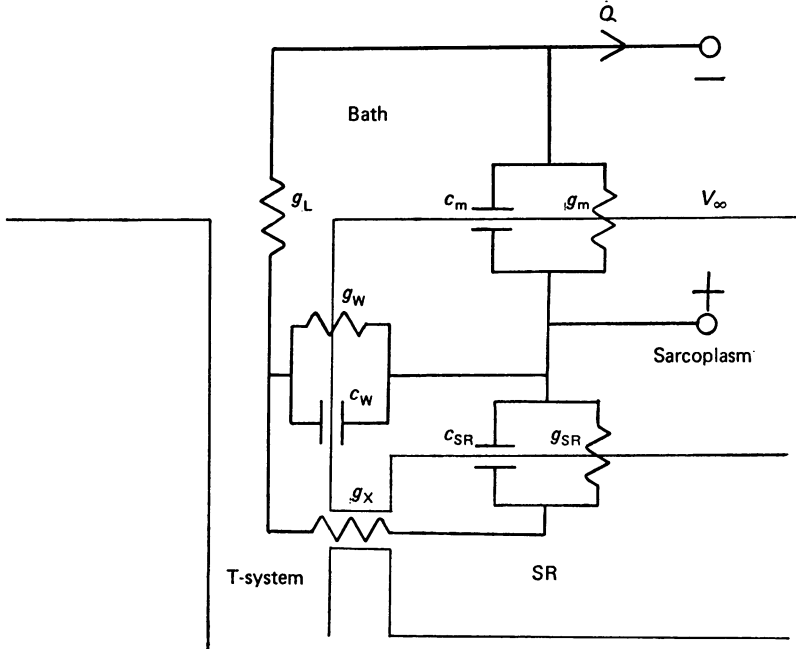 Q̇
−
Bath
g_L
c_m
g_m
V_∞
+
g_W
Sarcoplasm
c_W
c_SR
g_SR
g_X
T-system
SR